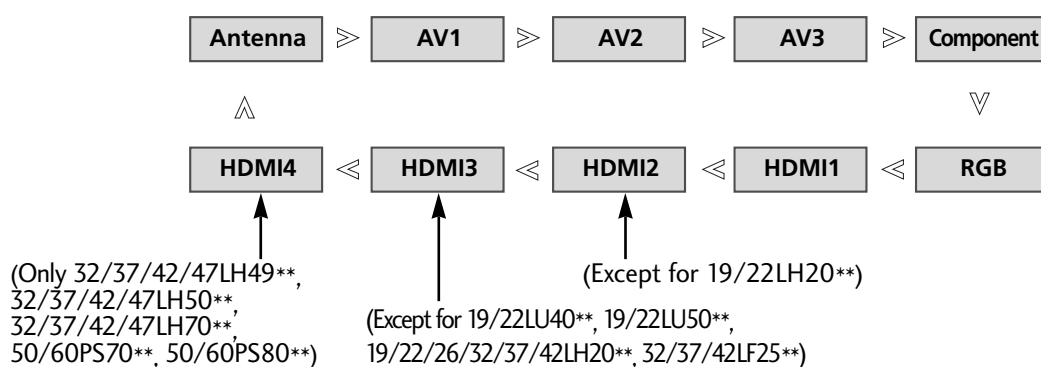 Antenna AV1 AV2 AV3 Component
HDMI4 HDMI3 HDMI2 HDMI1 RGB
(Only 32/37/42/47LH49**,
32/37/42/47LH50**,
32/37/42/47LH70**,
50/60PS70**, 50/60PS80**)
(Except for 19/22LU40**, 19/22LU50**,
19/22/26/32/37/42LH20**, 32/37/42LF25**)
(Except for 19/22LH20**)